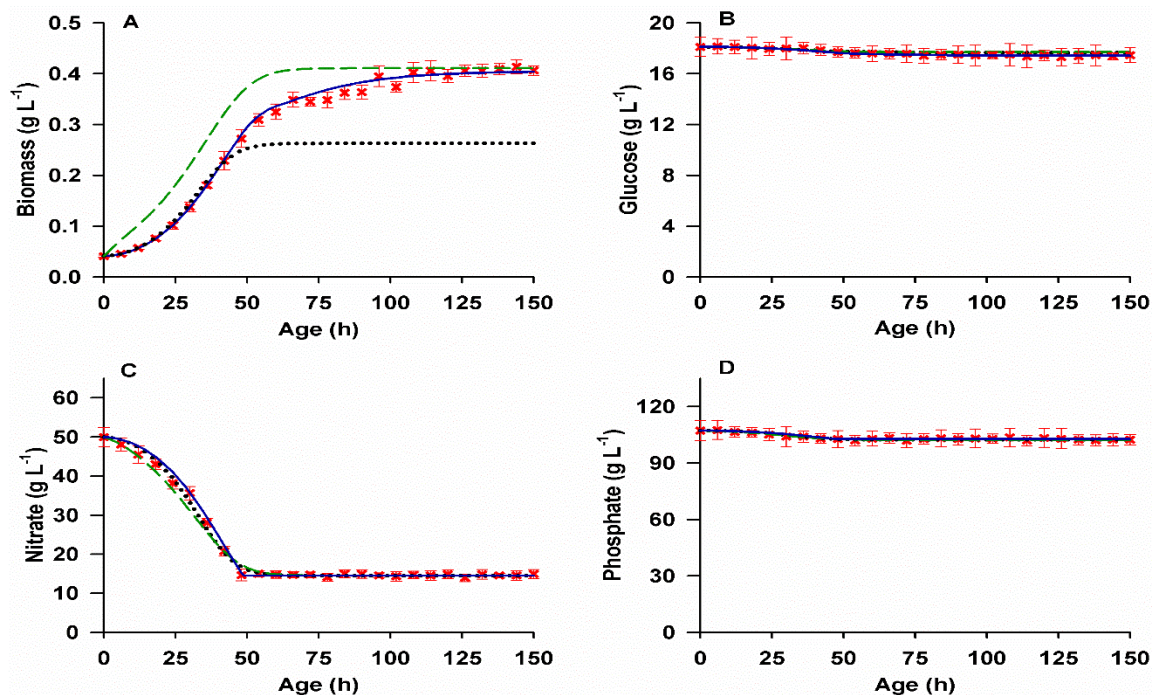 A
Biomass (g L-1)
0.5
0.4
0.3
0.2
0.1
0.0
0 25 50 75 100 125 150
Age (h)
B
Glucose (g L-1)
20
16
12
8
4
0
0 25 50 75 100 125 150
Age (h)
C
Nitrate (g L-1)
60
50
40
30
20
10
0
0 25 50 75 100 125 150
Age (h)
D
Phosphate (g L-1)
120
90
60
30
0
0 25 50 75 100 125 150
Age (h)